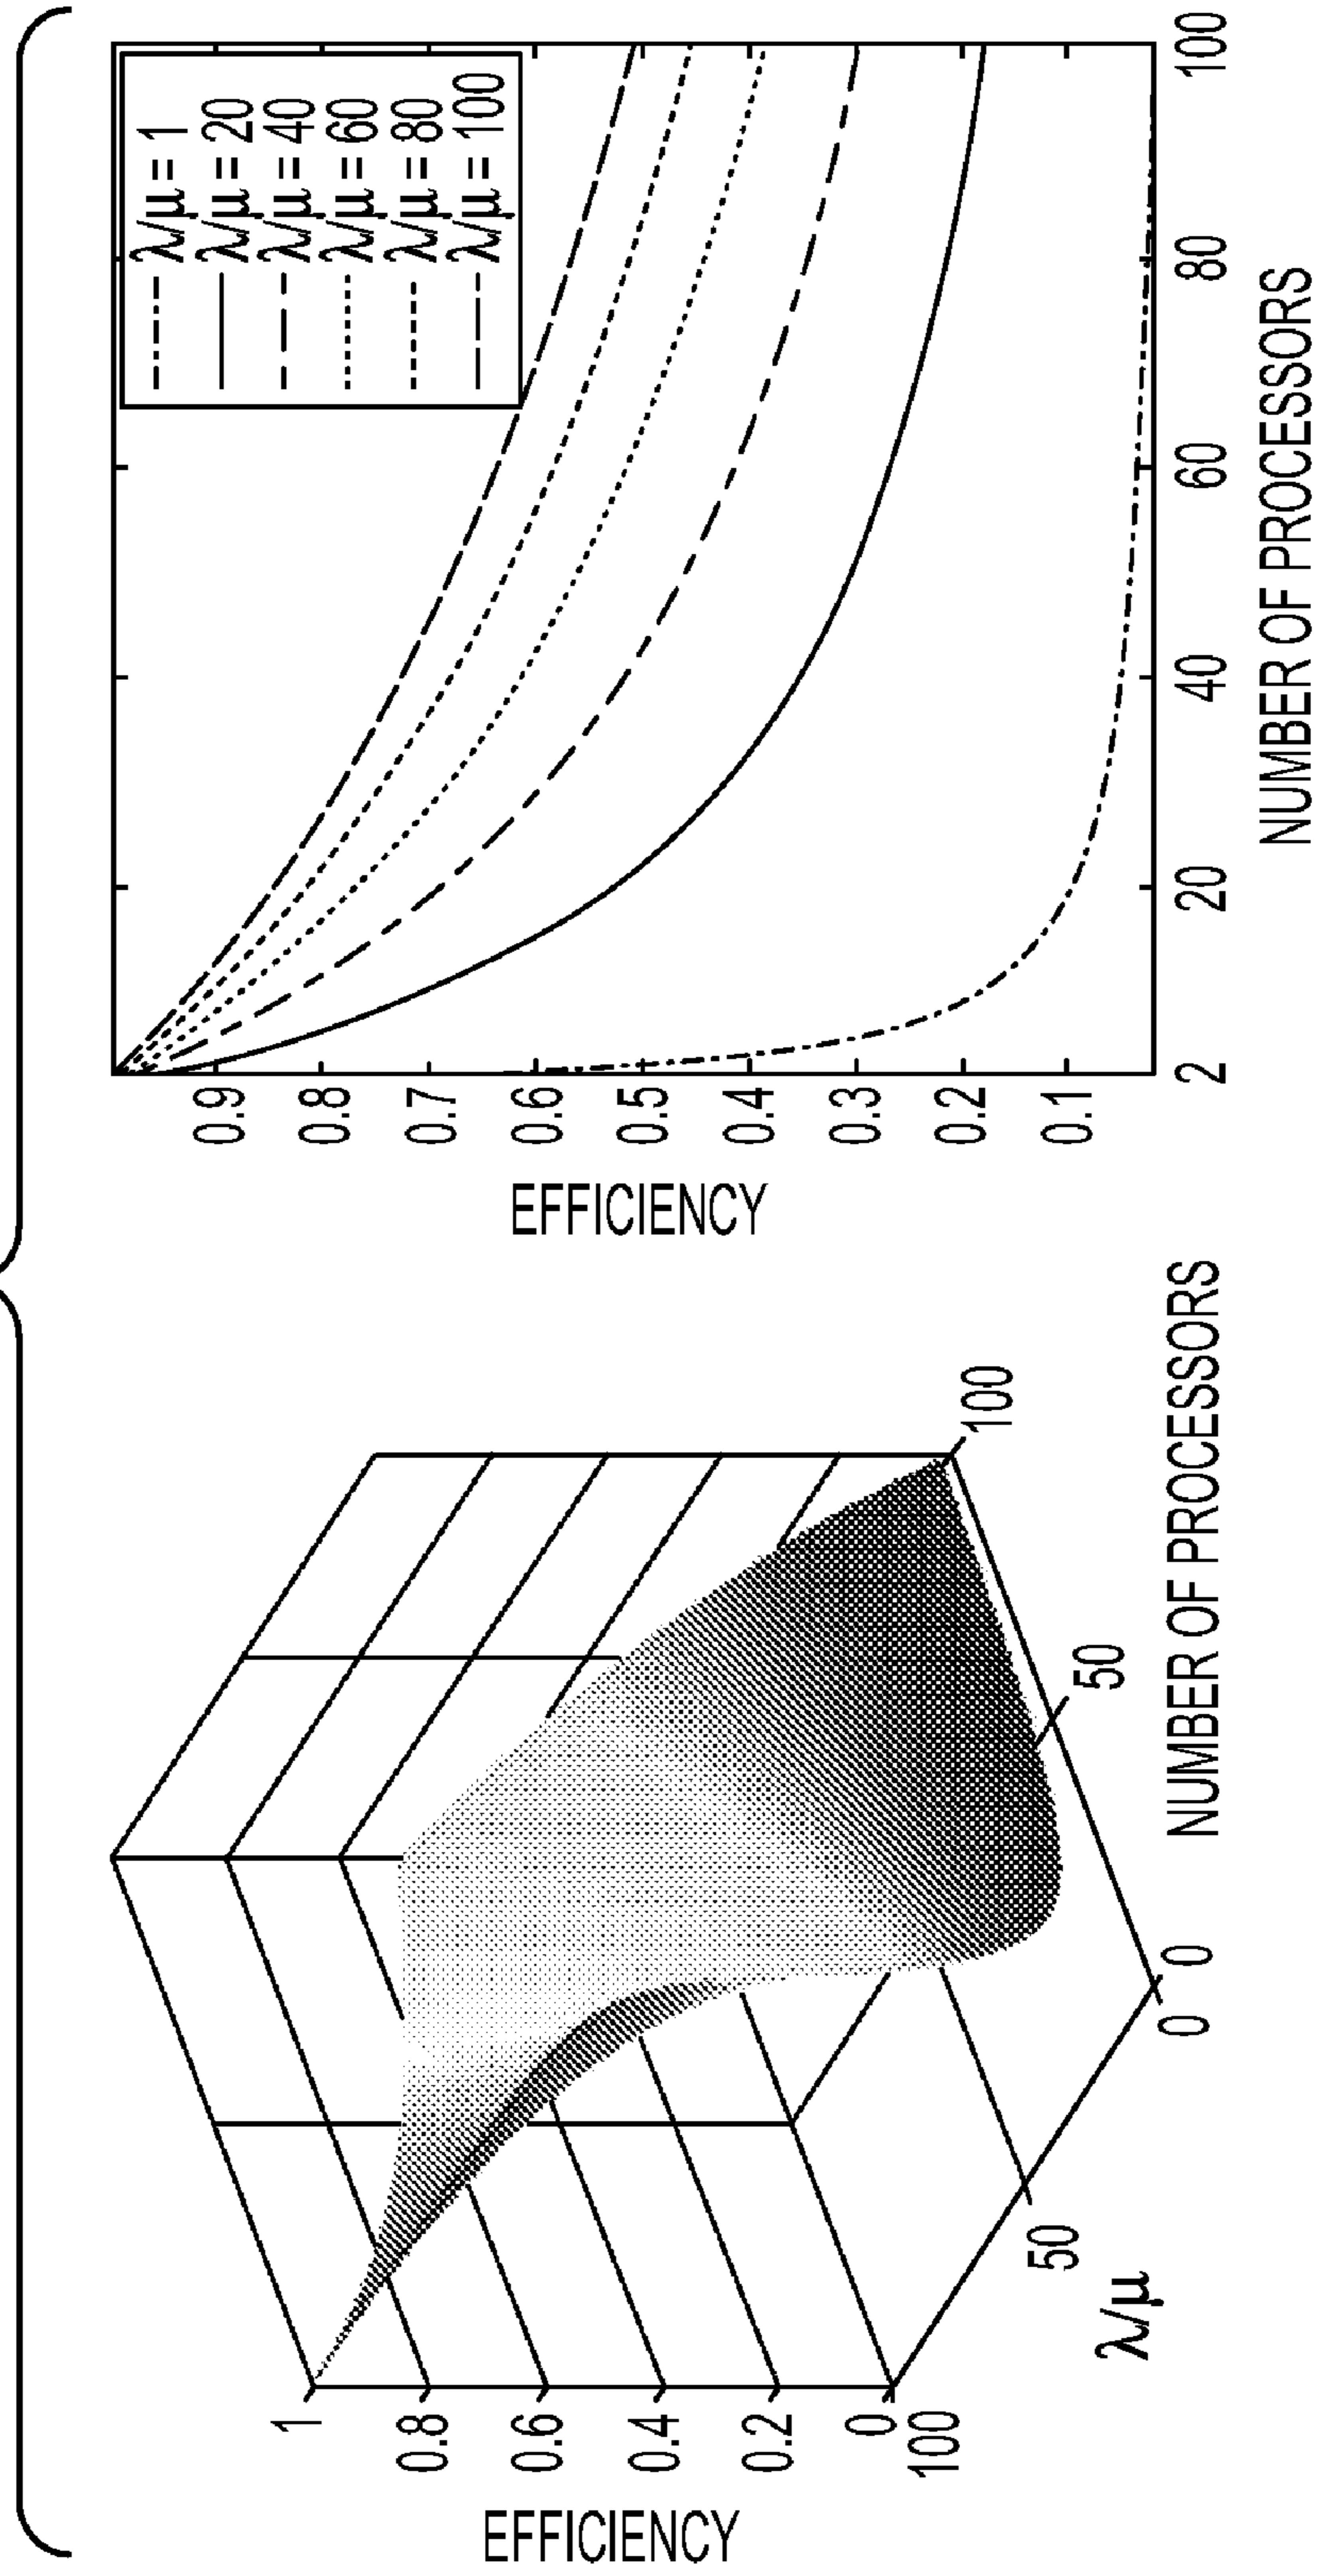 EFFICIENCY
1
0.8
0.6
0.4
0.2
0
100
50
0
λ/μ
0
50
100
NUMBER OF PROCESSORS
EFFICIENCY
0.9
0.8
0.7
0.6
0.5
0.4
0.3
0.2
0.1
2
20
40
60
80
100
NUMBER OF PROCESSORS
λ/μ = 1
λ/μ = 20
λ/μ = 40
λ/μ = 60
λ/μ = 80
λ/μ = 100